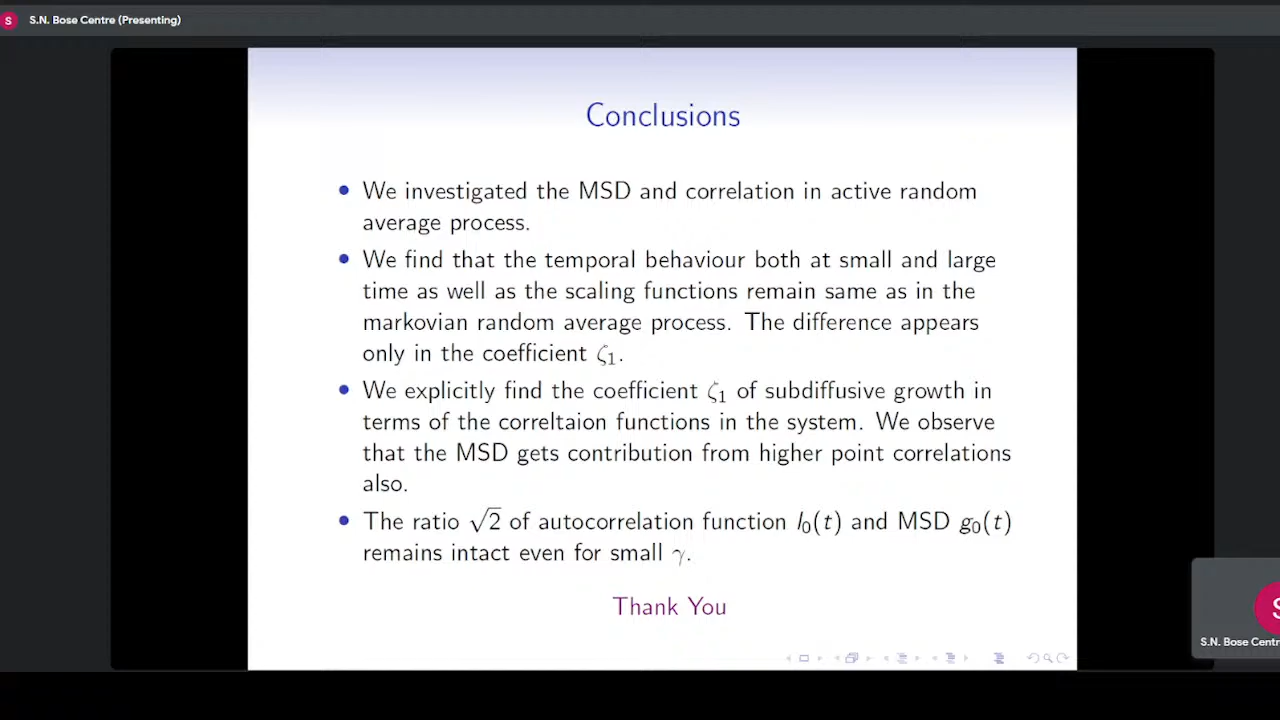 S
S.N. Bose Centre (Presenting)
Conclusions
• We investigated the MSD and correlation in active random
average process.
• We find that the temporal behaviour both at small and large
time as well as the scaling functions remain same as in the
markovian random average process. The difference appears
only in the coefficient ζ₁.
• We explicitly find the coefficient ζ₁ of subdiffusive growth in
terms of the correltaion functions in the system. We observe
that the MSD gets contribution from higher point correlations
also.
• The ratio √2 of autocorrelation function l₀(t) and MSD g₀(t)
remains intact even for small γ.
Thank You
S
S.N. Bose Centr